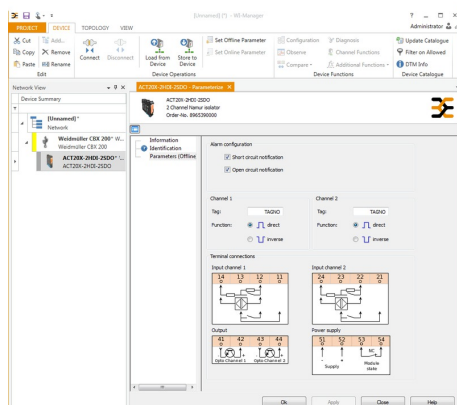 [Unnamed] (*) - WI-Manager
PROJECT DEVICE TOPOLOGY VIEW Administrator
Cut Add... Set Offline Parameter Configuration Diagnosis Update Catalogue
Copy Remove Connect Disconnect Load from Device Store to Device Set Online Parameter Observe Channel Functions Filter on Allowed
Paste Rename Compare Additional Functions DTM Info
Edit Device Operations Device Functions Device Catalogue
Network View
ACT20X-2HDI-2SDO - Parameterize
Device Summary
ACT20X-2HDI-2SDO
2 Channel Namur isolator
Order-No. 8965390000
[Unnamed]*
Network
Weidmüller CBX 200* W...
Weidmüller CBX 200
ACT20X-2HDI-2SDO* '...
ACT20X-2HDI-2SDO
Information
Identification
Parameters (Offline
Alarm configuration
Short circuit notification
Open circuit notification
Channel 1 Channel 2
Tag: TAGNO Tag: TAGNO
Function: direct Function: direct
inverse inverse
Terminal connections
Input channel 1 Input channel 2
14 13 12 11 24 23 22 21
Output Power supply
41 42 43 44 51 52 53 54
NC
Opto Channel 1 Opto Channel 2 Supply Module state
Ok Apply Close Help